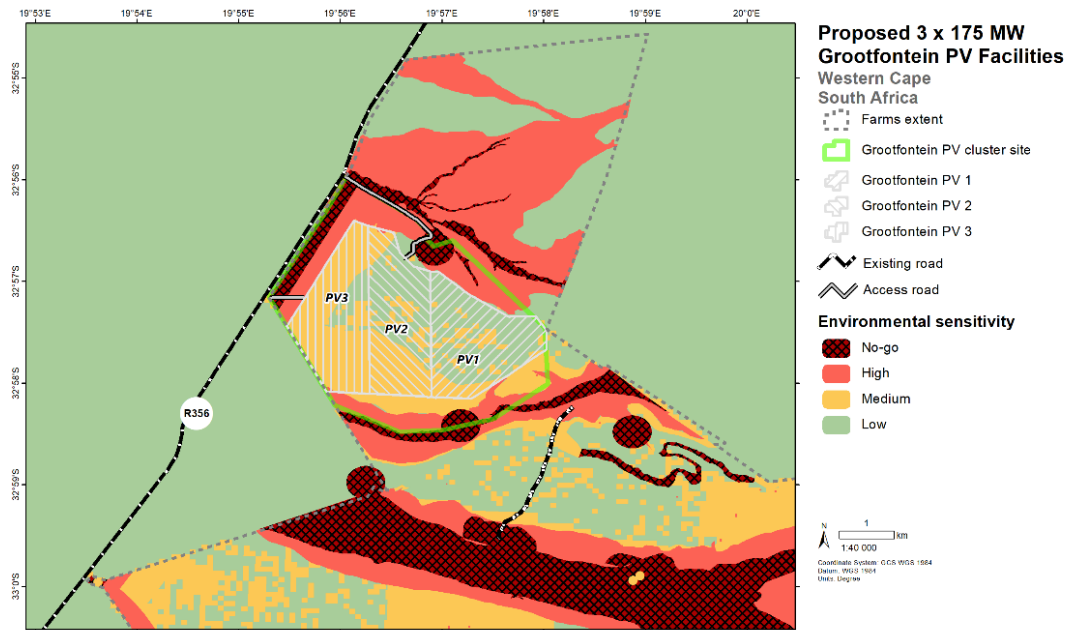 19°53'E 19°54'E 19°55'E 19°56'E 19°57'E 19°58'E 19°59'E 20°0'E
32°55'S
32°56'S
32°57'S
32°58'S
32°59'S
33°0'S
PV3
PV2
PV1
R356
Proposed 3 x 175 MW
Grootfontein PV Facilities
Western Cape
South Africa
Farms extent
Grootfontein PV cluster site
Grootfontein PV 1
Grootfontein PV 2
Grootfontein PV 3
Existing road
Access road
Environmental sensitivity
No-go
High
Medium
Low
N
1
km
1:40 000
Coordinate System: GCS WGS 1984
Datum: WGS 1984
Units: Degree